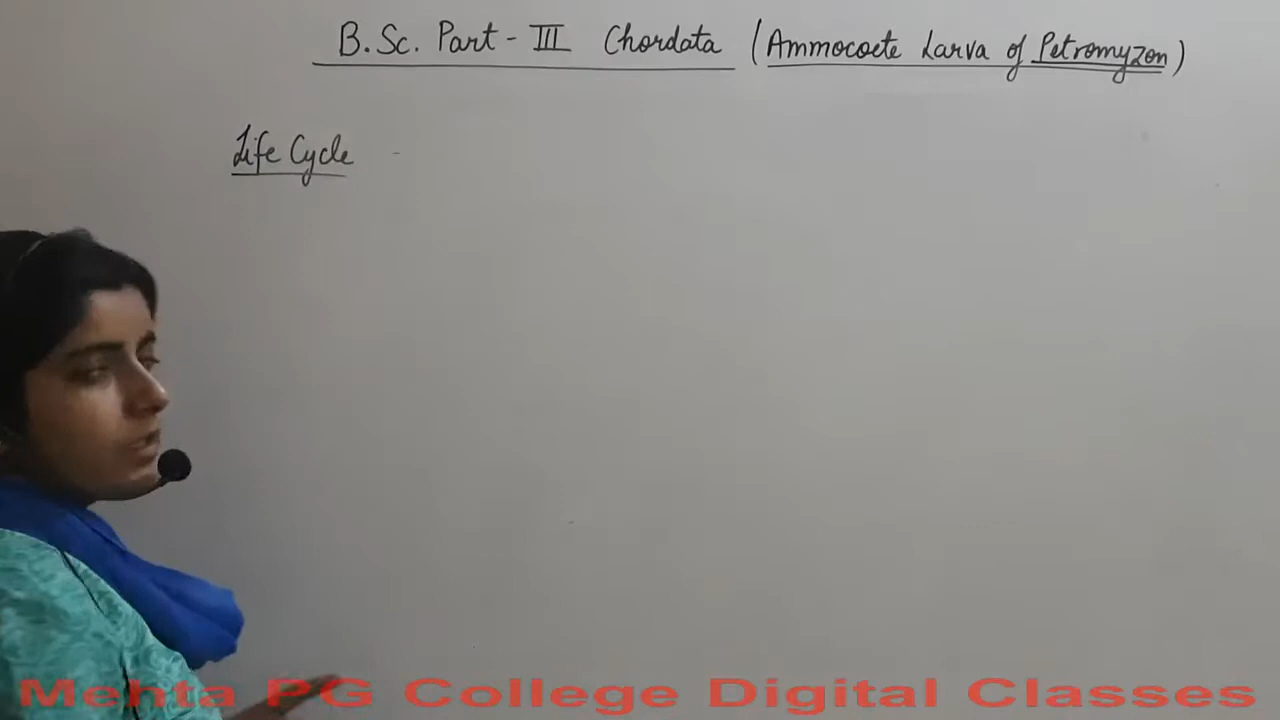 B.Sc. Part - III Chordata (Ammocoete Larva of Petromyzon)
Life Cycle -
Mehta PG College Digital Classes